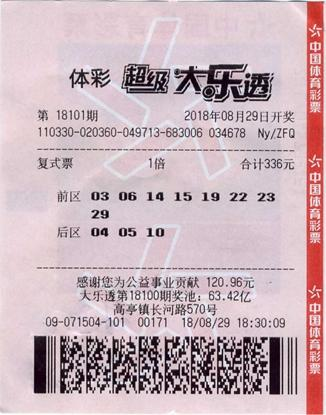 体彩 超级大乐透
第 18101期 2018年08月29日开奖
110330-020360-049713-683006 034678 Ny/ZFQ
复式票 1倍 合计336元
前区 03 06 14 15 19 22 23
29
后区 04 05 10
感谢您为公益事业贡献 120.96元
大乐透第18100期奖池: 63.42亿
高亭镇长河路570号
09-071504-101 00171 18/08/29 18:30:09
中国体育彩票
中国体育彩票
中国体育彩票